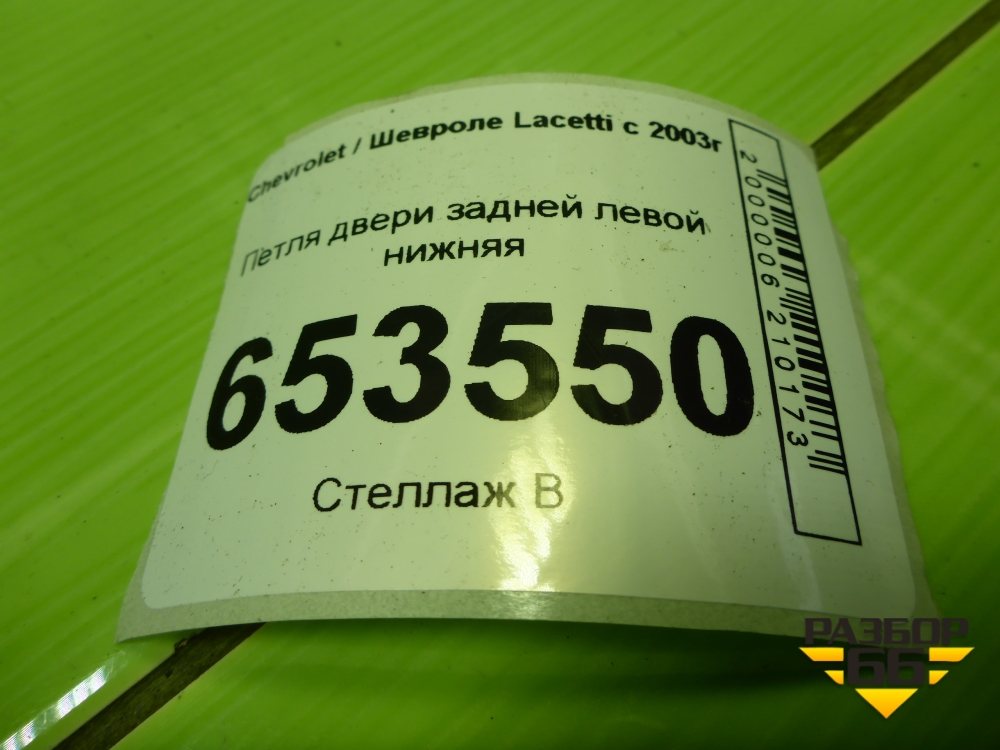 Chevrolet / Шевроле Lacetti с 2003г
Петля двери задней левой
нижняя
653550
Стеллаж В
2000006210173
РАЗБОР
66